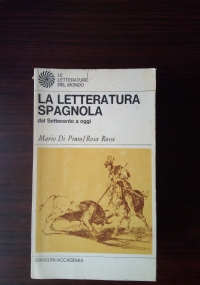 LE
LETTERATURE
DEL MONDO
LA LETTERATURA
SPAGNOLA
dal Settecento a oggi
Mario Di Pinto/Rosa Rossi
SANSONI/ACCADEMIA